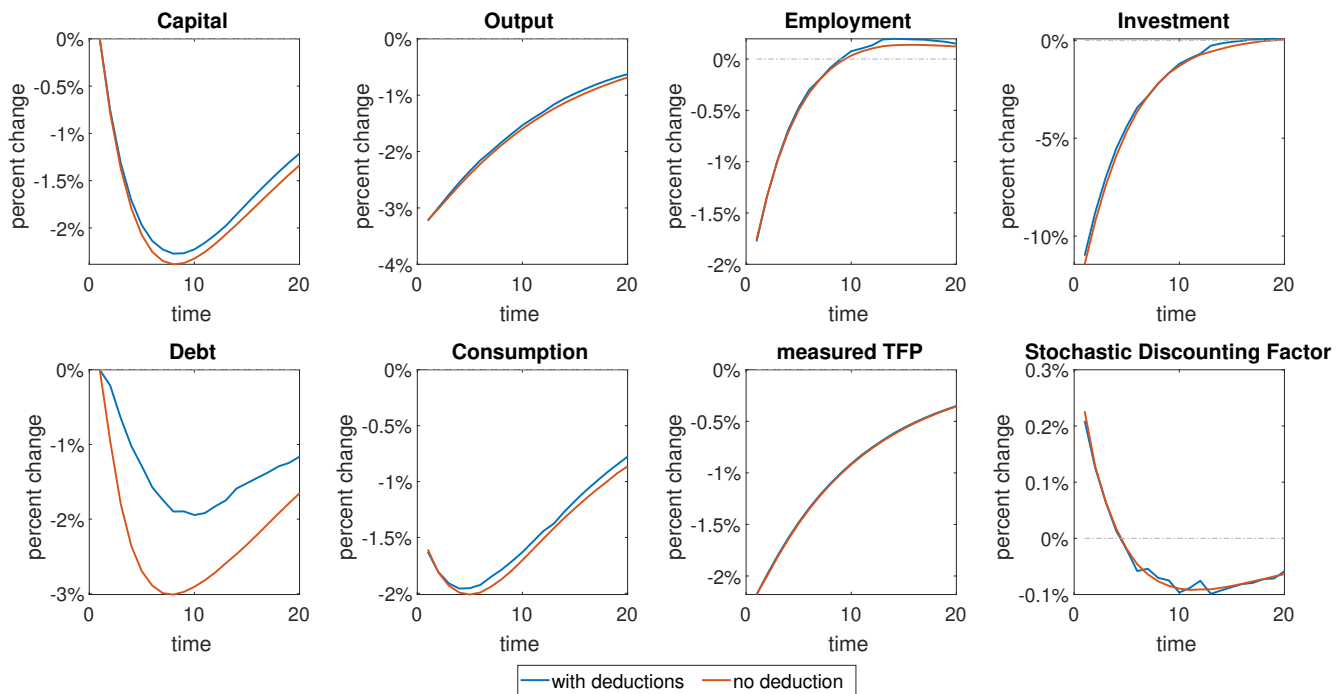 Capital
0%
-0.5%
-1%
-1.5%
-2%
percent change
0
10
20
time
Output
0%
-1%
-2%
-3%
-4%
percent change
0
10
20
time
Employment
0%
-0.5%
-1%
-1.5%
-2%
percent change
0
10
20
time
Investment
0%
-5%
-10%
percent change
0
10
20
time
Debt
0%
-1%
-2%
-3%
percent change
0
10
20
time
Consumption
0%
-0.5%
-1%
-1.5%
-2%
percent change
0
10
20
time
measured TFP
0%
-0.5%
-1%
-1.5%
-2%
percent change
0
10
20
time
Stochastic Discounting Factor
0.3%
0.2%
0.1%
0%
-0.1%
percent change
0
10
20
time
with deductions
no deduction